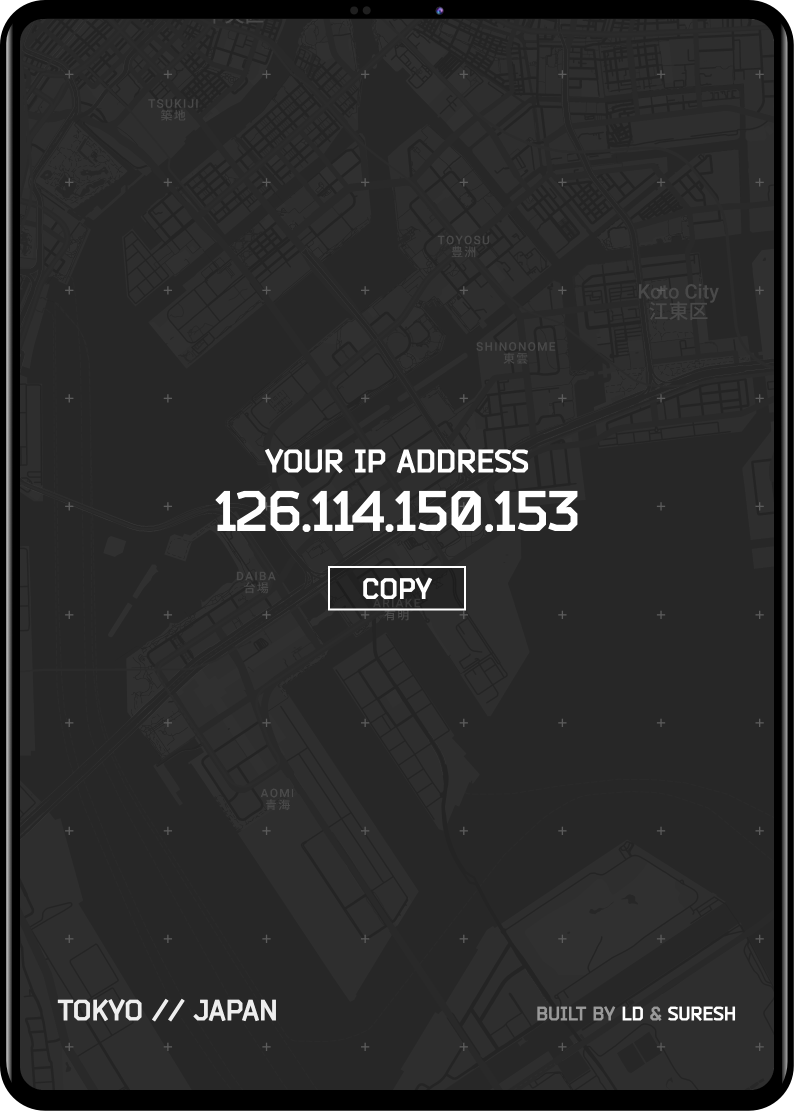 TSUKIJI
築地
TOYOSU
豊洲
Koto City
江東区
SHINONOME
東雲
YOUR IP ADDRESS
126.114.150.153
DAIBA
台場
COPY
ARIAKE
有明
AOMI
青海
TOKYO // JAPAN
BUILT BY LD & SURESH